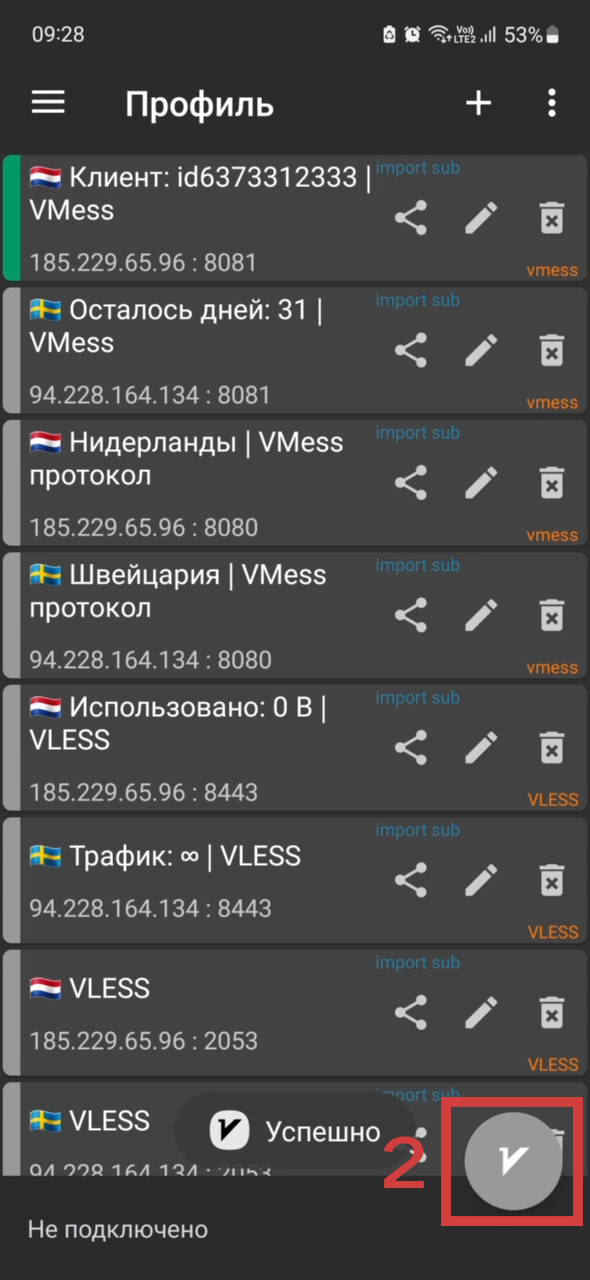 09:28
Vo)) LTE2 53%
Профиль
import sub
🇳🇱 Клиент: id6373312333 |
VMess
185.229.65.96 : 8081
vmess
import sub
🇸🇪 Осталось дней: 31 |
VMess
94.228.164.134 : 8081
vmess
import sub
🇳🇱 Нидерланды | VMess
протокол
185.229.65.96 : 8080
vmess
import sub
🇸🇪 Швейцария | VMess
протокол
94.228.164.134 : 8080
vmess
import sub
🇳🇱 Использовано: 0 B |
VLESS
185.229.65.96 : 8443
VLESS
import sub
🇸🇪 Трафик: ∞ | VLESS
94.228.164.134 : 8443
VLESS
import sub
🇳🇱 VLESS
185.229.65.96 : 2053
VLESS
import sub
🇸🇪 VLESS
94.228.164.134 : 2053
Успешно
2
Не подключено